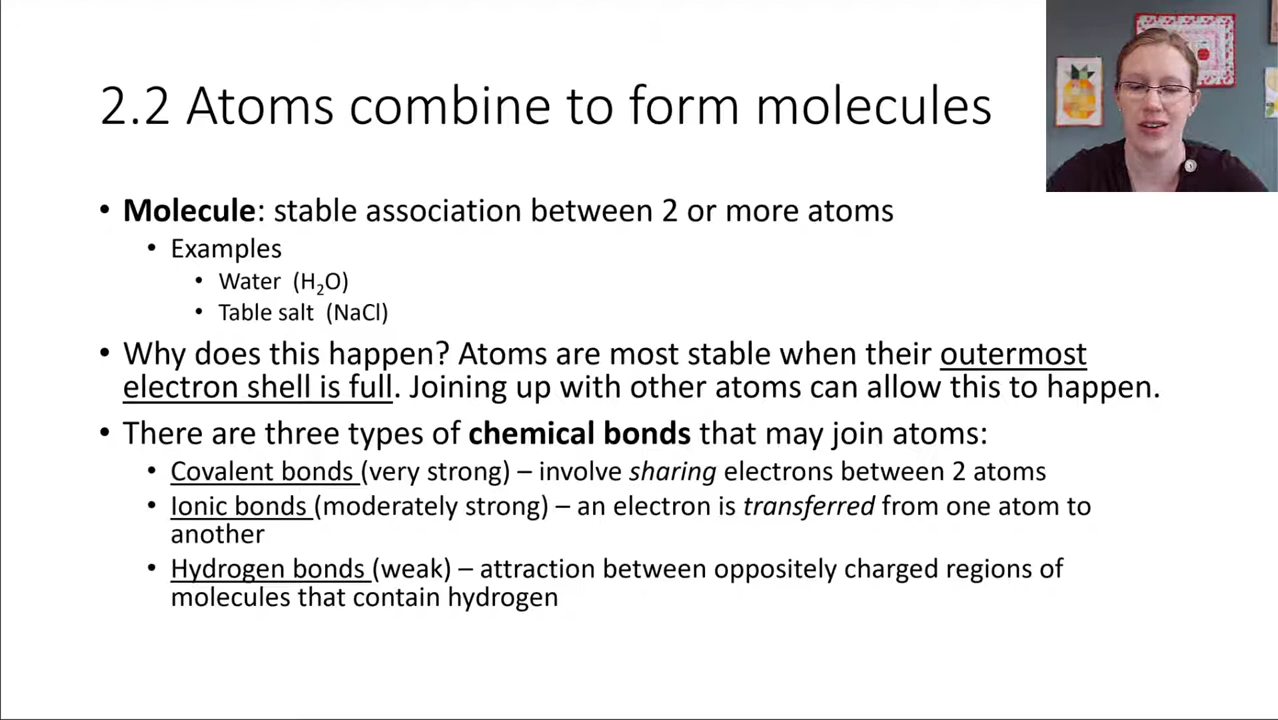 2.2 Atoms combine to form molecules
• Molecule: stable association between 2 or more atoms
• Examples
• Water (H₂O)
• Table salt (NaCl)
• Why does this happen? Atoms are most stable when their outermost
electron shell is full. Joining up with other atoms can allow this to happen.
• There are three types of chemical bonds that may join atoms:
• Covalent bonds (very strong) – involve sharing electrons between 2 atoms
• Ionic bonds (moderately strong) – an electron is transferred from one atom to
another
• Hydrogen bonds (weak) – attraction between oppositely charged regions of
molecules that contain hydrogen